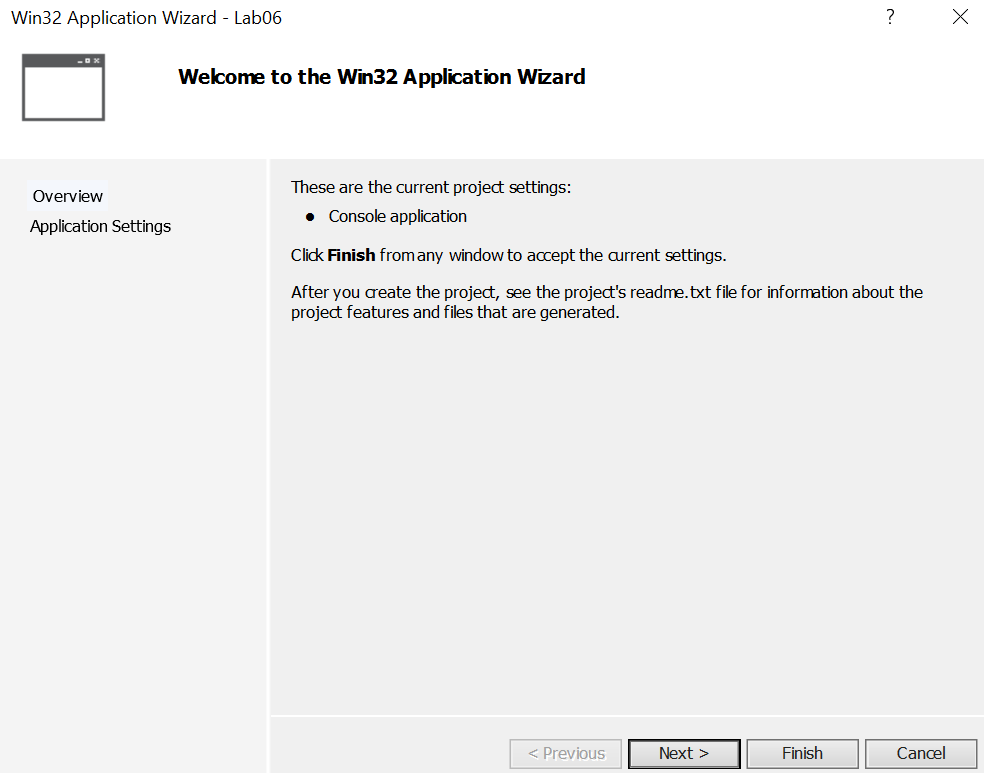 Win32 Application Wizard - Lab06
?
Welcome to the Win32 Application Wizard
Overview
Application Settings
These are the current project settings:
● Console application
Click Finish from any window to accept the current settings.
After you create the project, see the project's readme.txt file for information about the
project features and files that are generated.
< Previous
Next >
Finish
Cancel